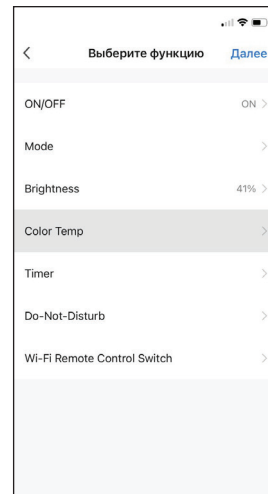 Выберите функцию Далее
ON/OFF ON
Mode
Brightness 41%
Color Temp
Timer
Do-Not-Disturb
Wi-Fi Remote Control Switch